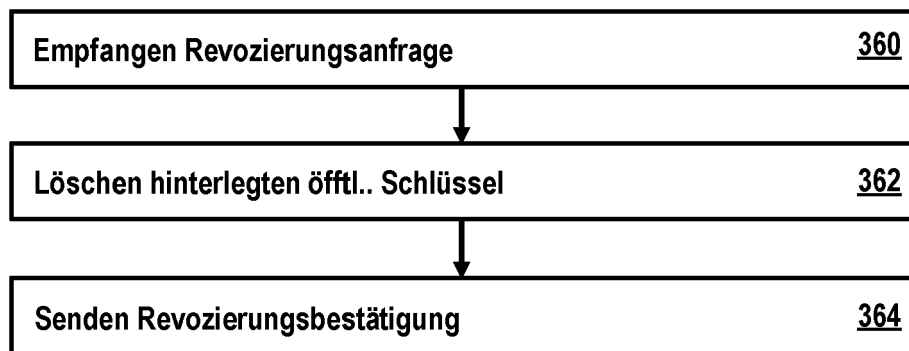 Empfangen Revozierungsanfrage 360
Löschen hinterlegten öfftl.. Schlüssel 362
Senden Revozierungsbestätigung 364